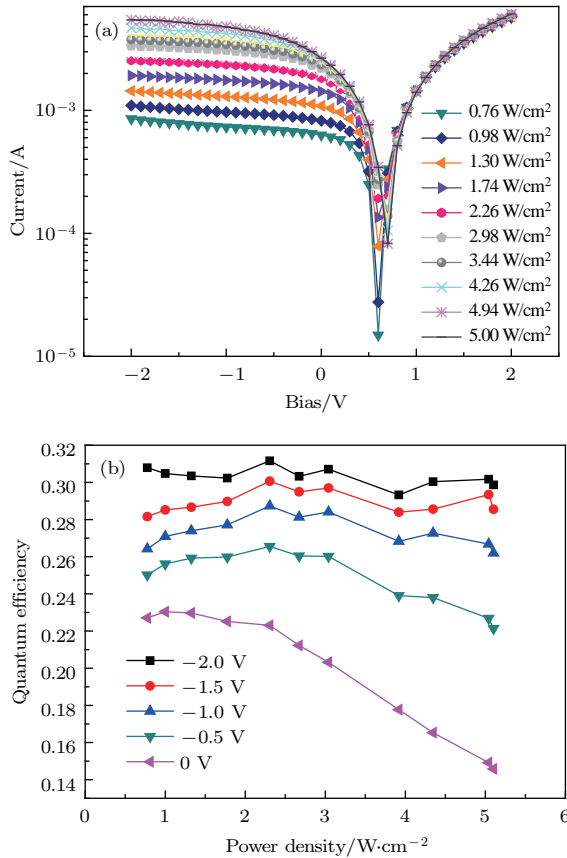 (a)
10⁻³
10⁻⁴
10⁻⁵
Current/A
0.76 W/cm²
0.98 W/cm²
1.30 W/cm²
1.74 W/cm²
2.26 W/cm²
2.98 W/cm²
3.44 W/cm²
4.26 W/cm²
4.94 W/cm²
5.00 W/cm²
−2 −1 0 1 2
Bias/V
(b)
0.32
0.30
0.28
0.26
0.24
0.22
0.20
0.18
0.16
0.14
Quantum efficiency
−2.0 V
−1.5 V
−1.0 V
−0.5 V
0 V
0 1 2 3 4 5 6
Power density/W·cm⁻²